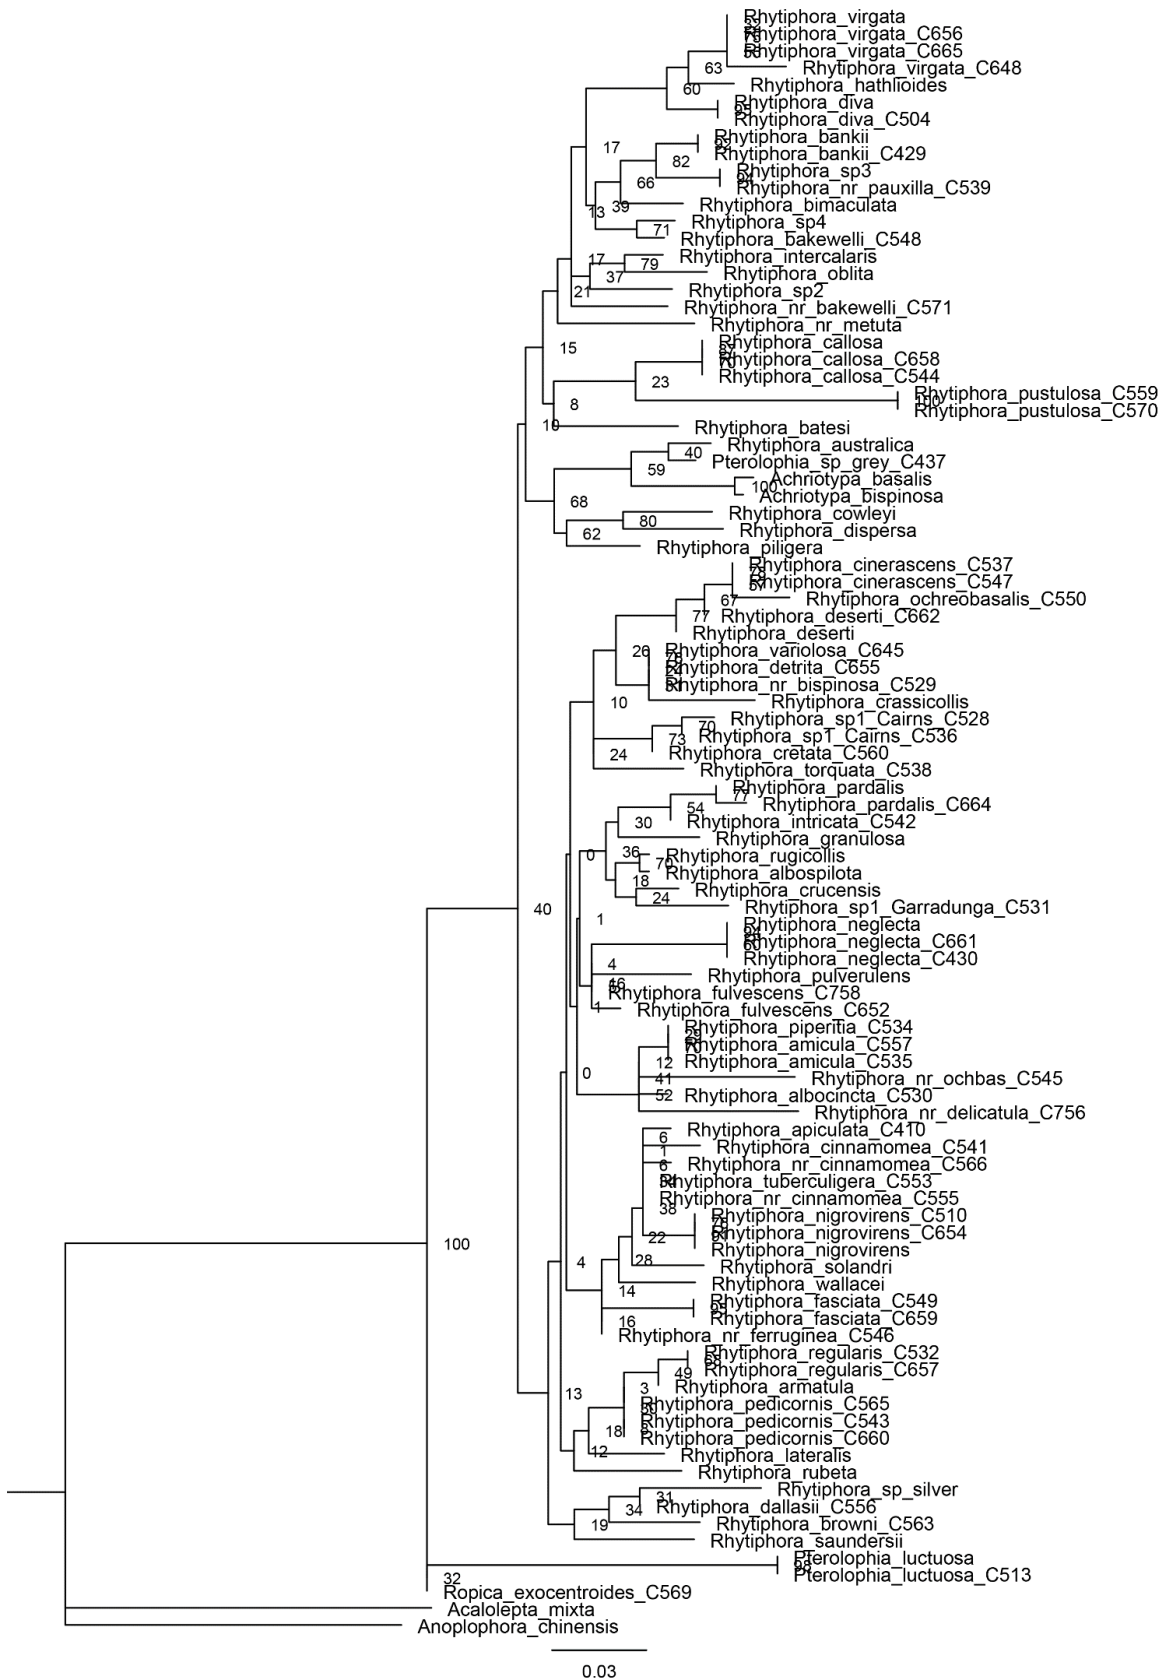 Rhytiphora_virgata
Rhytiphora_virgata_C656
Rhytiphora_virgata_C665
63 Rhytiphora_virgata_C648
60 Rhytiphora_hathlioides
Rhytiphora_diva
95
Rhytiphora_diva_C504
Rhytiphora_bankii
17
82 Rhytiphora_bankii_C429
Rhytiphora_sp3
66 94
Rhytiphora_nr_pauxilla_C539
13 39 Rhytiphora_bimaculata
Rhytiphora_sp4
71
Rhytiphora_bakewelli_C548
17 79 Rhytiphora_intercalaris
37 Rhytiphora_oblita
21 Rhytiphora_sp2
Rhytiphora_nr_bakewelli_C571
Rhytiphora_nr_metuta
15 Rhytiphora_callosa
Rhytiphora_callosa_C658
23 Rhytiphora_callosa_C544
Rhytiphora_pustulosa_C559
100
8 Rhytiphora_pustulosa_C570
10 Rhytiphora_batesi
Rhytiphora_australica
40
59 Pterolophia_sp_grey_C437
Achriotypa_basalis
100
68 Achriotypa_bispinosa
80 Rhytiphora_cowleyi
62 Rhytiphora_dispersa
Rhytiphora_piligera
Rhytiphora_cinerascens_C537
Rhytiphora_cinerascens_C547
67 Rhytiphora_ochreobasalis_C550
77 Rhytiphora_deserti_C662
Rhytiphora_deserti
20 Rhytiphora_variolosa_C645
Rhytiphora_detrita_C655
Rhytiphora_nr_bispinosa_C529
10 Rhytiphora_crassicollis
70 Rhytiphora_sp1_Cairns_C528
73 Rhytiphora_sp1_Cairns_C536
24 Rhytiphora_cretata_C560
Rhytiphora_torquata_C538
Rhytiphora_pardalis
77
54 Rhytiphora_pardalis_C664
30 Rhytiphora_intricata_C542
Rhytiphora_granulosa
0 36 Rhytiphora_rugicollis
70
18 Rhytiphora_albospilota
24 Rhytiphora_crucensis
40 1 Rhytiphora_sp1_Garradunga_C531
Rhytiphora_neglecta
Rhytiphora_neglecta_C661
4 Rhytiphora_neglecta_C430
Rhytiphora_pulverulens
Rhytiphora_fulvescens_C758
1 Rhytiphora_fulvescens_C652
Rhytiphora_piperitia_C534
Rhytiphora_amicula_C557
12 Rhytiphora_amicula_C535
0 41 Rhytiphora_nr_ochbas_C545
52 Rhytiphora_albocincta_C530
Rhytiphora_nr_delicatula_C756
6 Rhytiphora_apiculata_C410
1 Rhytiphora_cinnamomea_C541
6 Rhytiphora_nr_cinnamomea_C566
Rhytiphora_tuberculigera_C553
Rhytiphora_nr_cinnamomea_C555
38
Rhytiphora_nigrovirens_C510
22 Rhytiphora_nigrovirens_C654
100 Rhytiphora_nigrovirens
4 28 Rhytiphora_solandri
14 Rhytiphora_wallacei
Rhytiphora_fasciata_C549
95
16 Rhytiphora_fasciata_C659
Rhytiphora_nr_ferruginea_C546
Rhytiphora_regularis_C532
68
49 Rhytiphora_regularis_C657
13 3 Rhytiphora_armatula
Rhytiphora_pedicornis_C565
Rhytiphora_pedicornis_C543
18 Rhytiphora_pedicornis_C660
12 Rhytiphora_lateralis
Rhytiphora_rubeta
31 Rhytiphora_sp_silver
34 Rhytiphora_dallasii_C556
19 Rhytiphora_browni_C563
Rhytiphora_saundersii
Pterolophia_luctuosa
98
32 Pterolophia_luctuosa_C513
Ropica_exocentroides_C569
Acalolepta_mixta
Anoplophora_chinensis
0.03